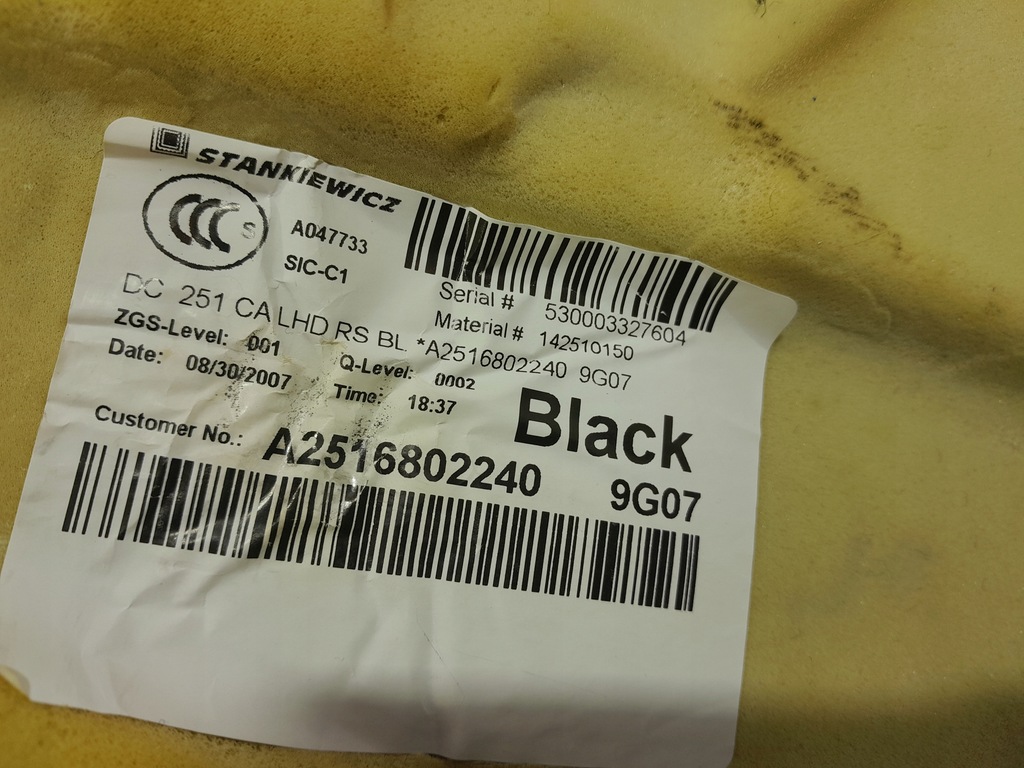 STANKIEWICZ
CCC S
A047733
SIC-C1
Serial # 530003327604
Material # 142510150
DC 251 CA LHD RS BL *A2516802240 9G07
ZGS-Level: 001 Q-Level: 0002
Date: 08/30/2007 Time: 18:37
Black
Customer No.: A2516802240 9G07